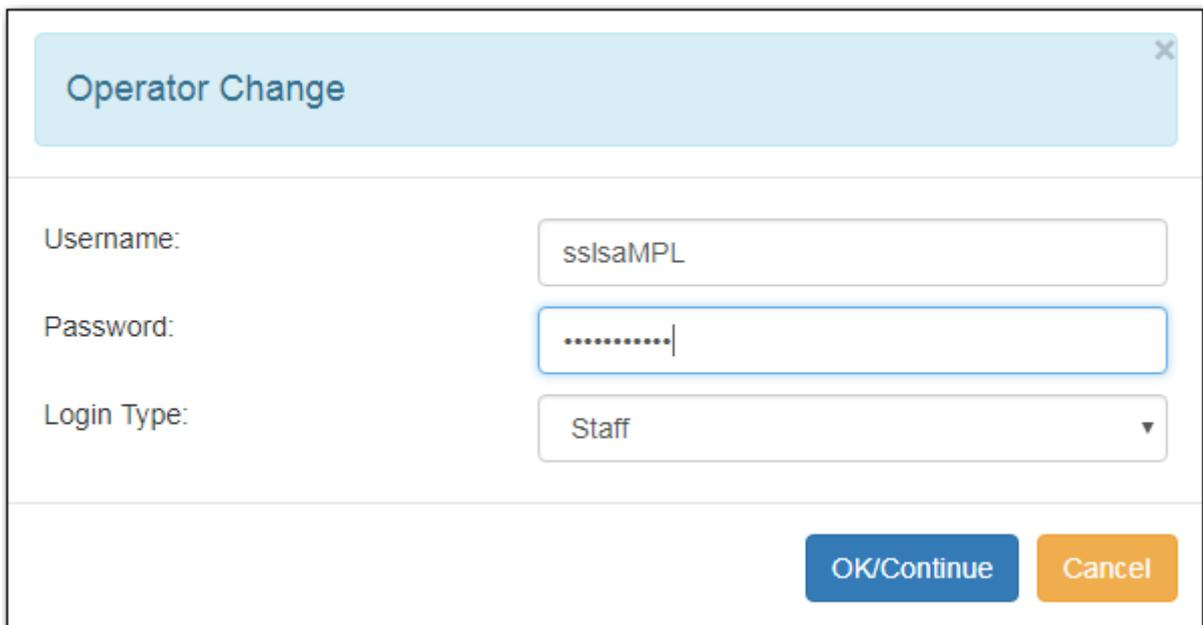 Operator Change
×
Username:
sslsaMPL
Password:
•••••••••••
Login Type:
Staff
OK/Continue
Cancel